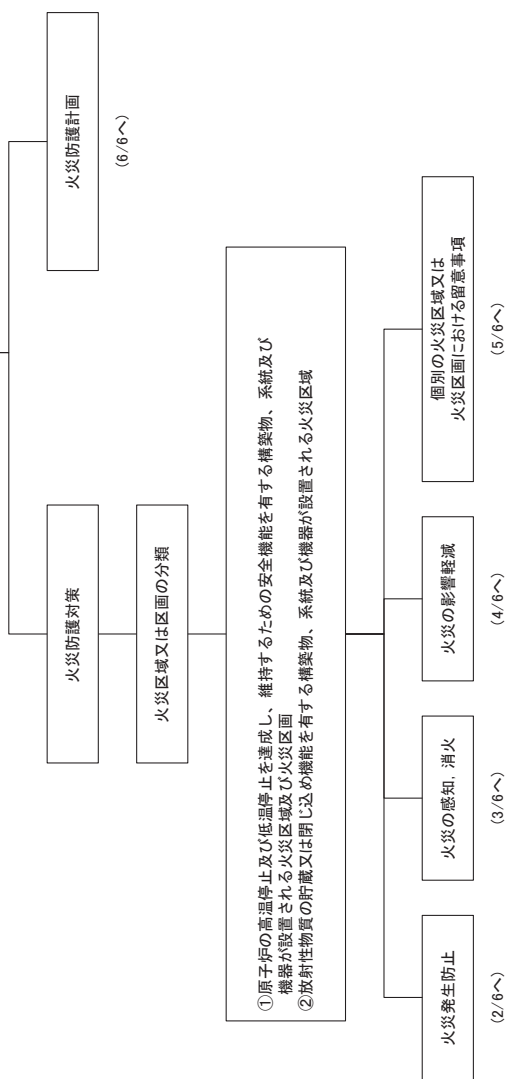 火災防護計画
(6/6へ)
火災防護対策
火災区域又は区画の分類
①原子炉の高温停止及び低温停止を達成し、維持するための安全機能を有する構築物、系統及び
機器が設置される火災区域及び火災区画
②放射性物質の貯蔵又は閉じ込め機能を有する構築物、系統及び機器が設置される火災区域
火災発生防止
(2/6へ)
火災の感知，消火
(3/6へ)
火災の影響軽減
(4/6へ)
個別の火災区域又は
火災区画における留意事項
(5/6へ)